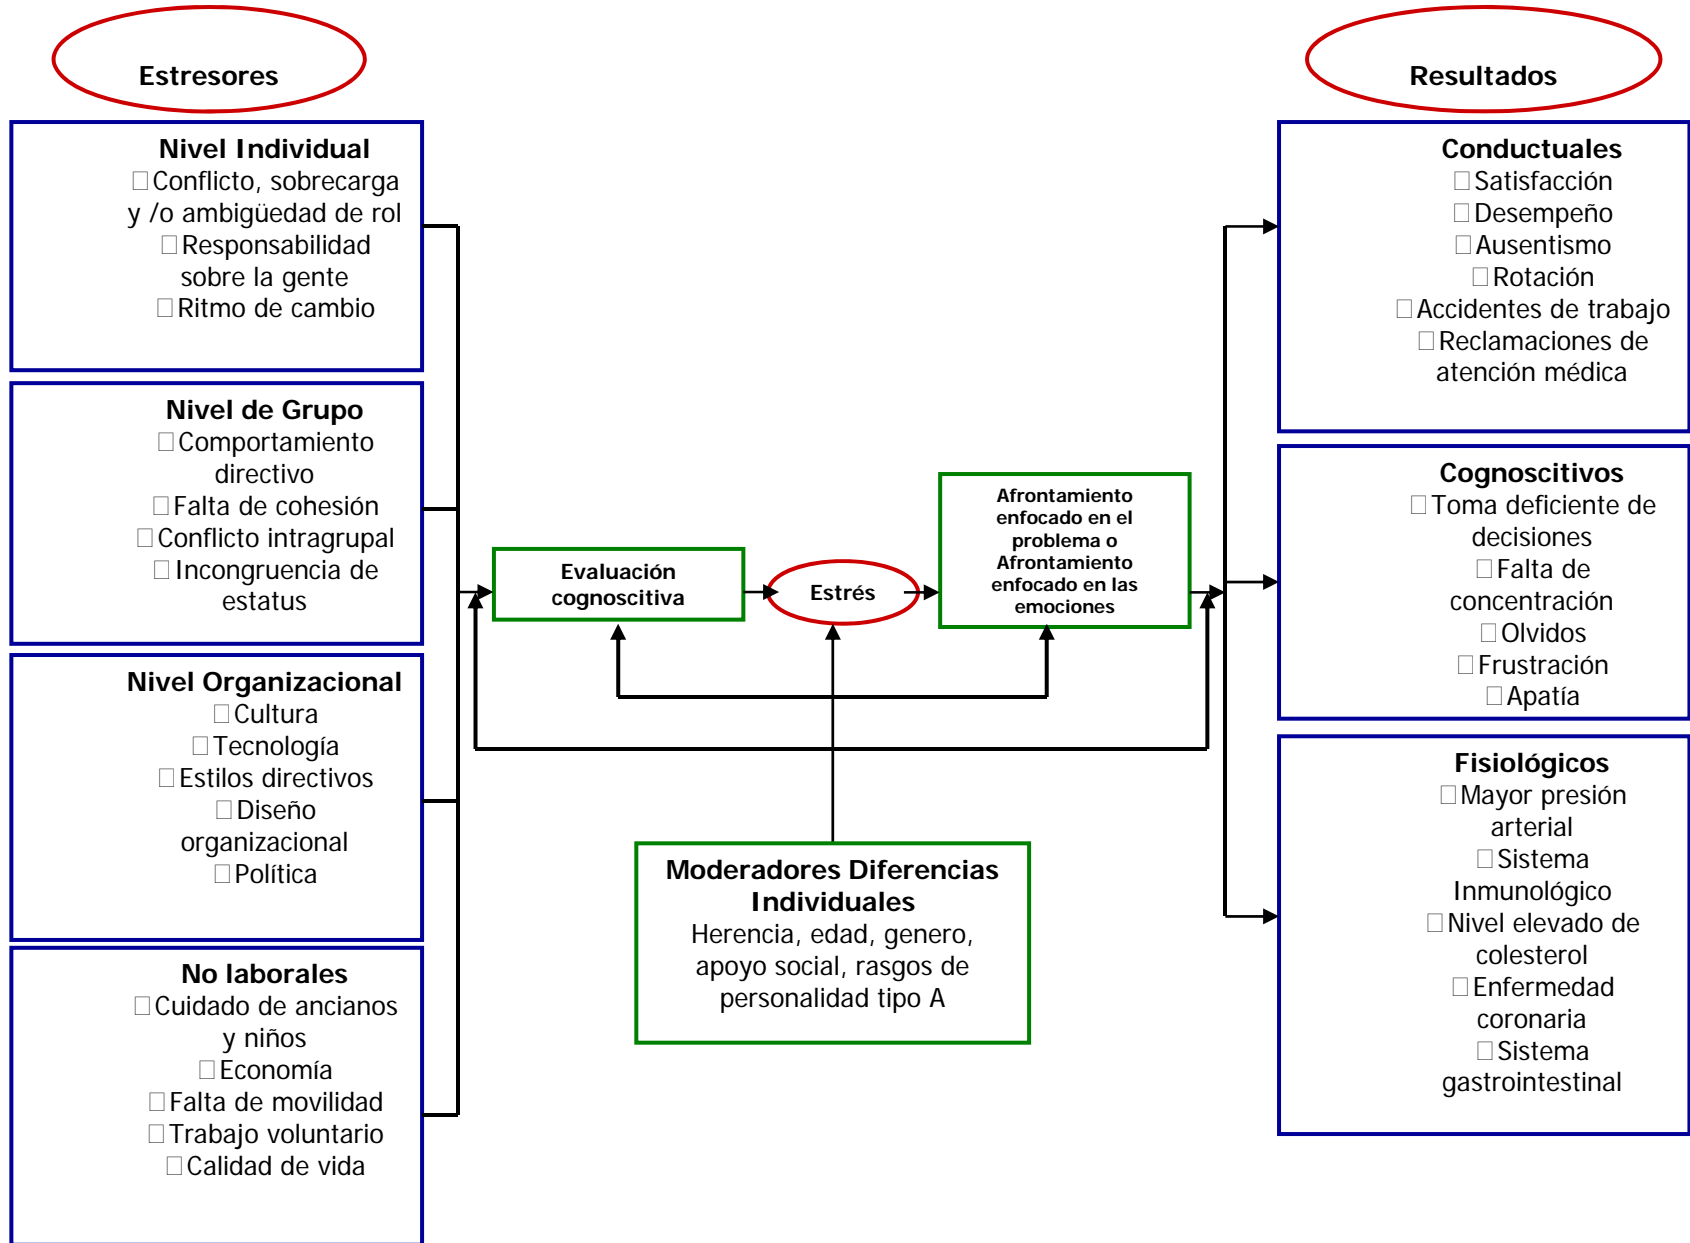 Estresores
Nivel Individual
□ Conflicto, sobrecarga
y /o ambigüedad de rol
□ Responsabilidad
sobre la gente
□ Ritmo de cambio
Nivel de Grupo
□ Comportamiento
directivo
□ Falta de cohesión
□ Conflicto intragrupal
□ Incongruencia de
estatus
Nivel Organizacional
□ Cultura
□ Tecnología
□ Estilos directivos
□ Diseño
organizacional
□ Política
No laborales
□ Cuidado de ancianos
y niños
□ Economía
□ Falta de movilidad
□ Trabajo voluntario
□ Calidad de vida
Evaluación
cognoscitiva
Estrés
Afrontamiento
enfocado en el
problema o
Afrontamiento
enfocado en las
emociones
Moderadores Diferencias
Individuales
Herencia, edad, genero,
apoyo social, rasgos de
personalidad tipo A
Resultados
Conductuales
□ Satisfacción
□ Desempeño
□ Ausentismo
□ Rotación
□ Accidentes de trabajo
□ Reclamaciones de
atención médica
Cognoscitivos
□ Toma deficiente de
decisiones
□ Falta de
concentración
□ Olvidos
□ Frustración
□ Apatía
Fisiológicos
□ Mayor presión
arterial
□ Sistema
Inmunológico
□ Nivel elevado de
colesterol
□ Enfermedad
coronaria
□ Sistema
gastrointestinal